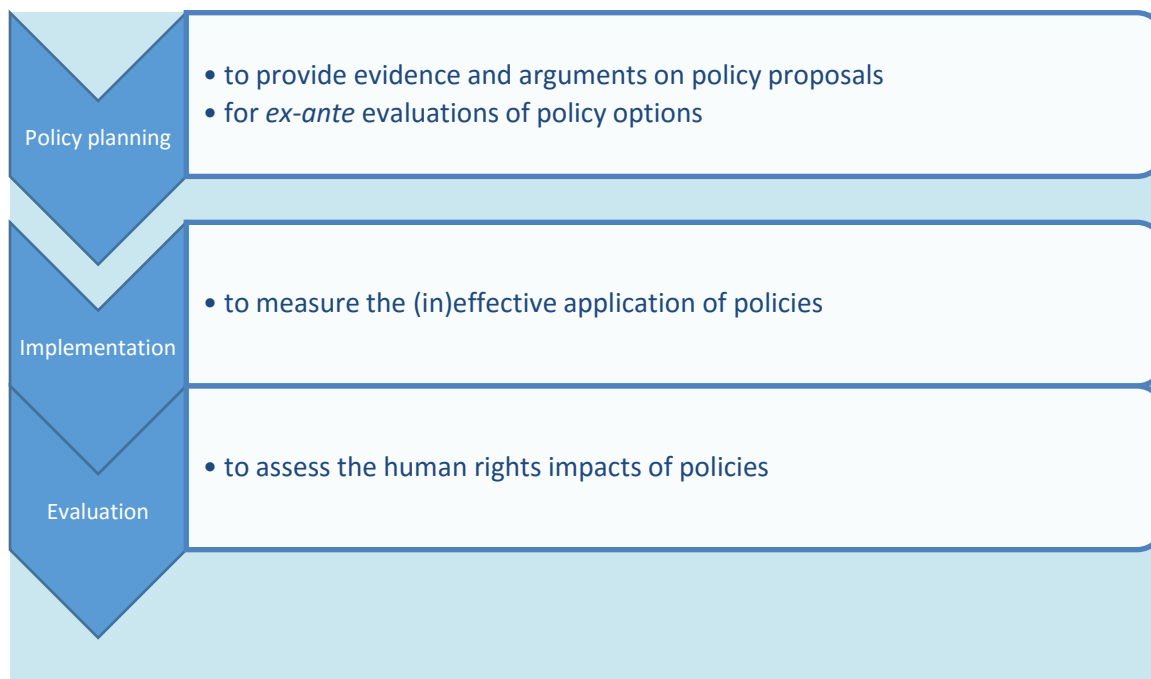 Policy planning
• to provide evidence and arguments on policy proposals
• for ex-ante evaluations of policy options
Implementation
• to measure the (in)effective application of policies
Evaluation
• to assess the human rights impacts of policies